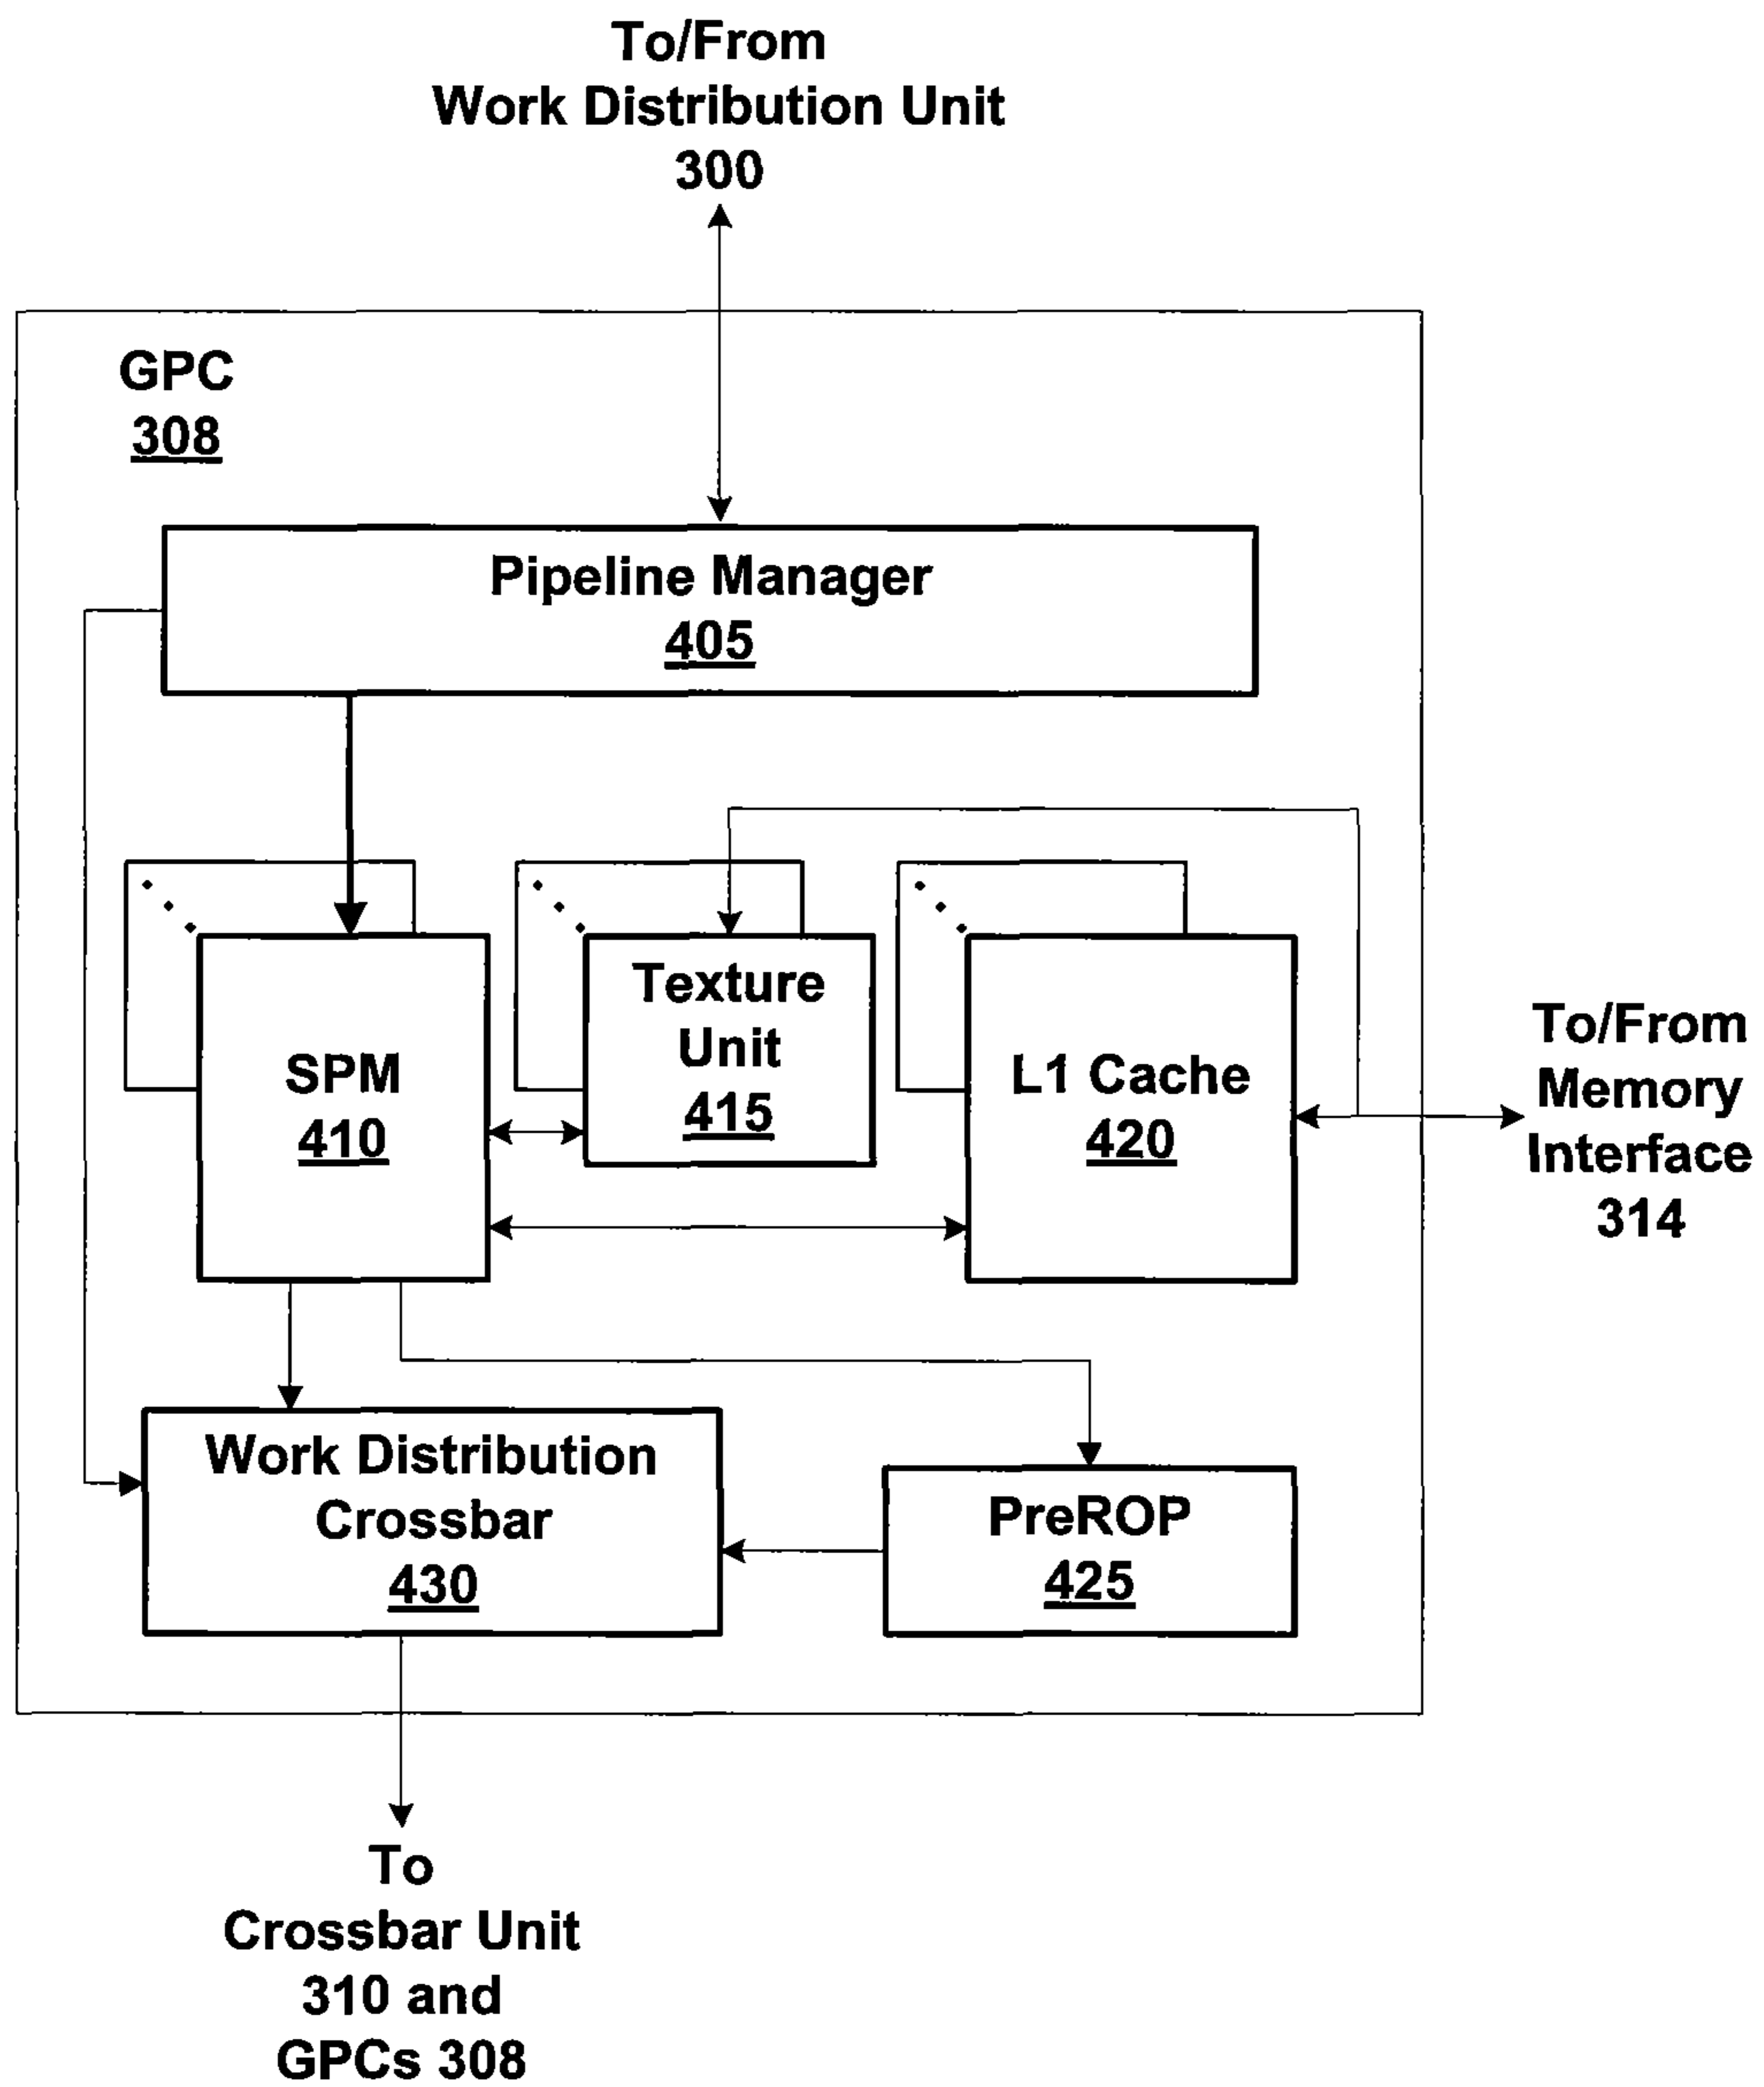 To/From
Work Distribution Unit
300
GPC
308
Pipeline Manager
405
SPM
410
Texture
Unit
415
L1 Cache
420
To/From
Memory
Interface
314
Work Distribution
Crossbar
430
PreROP
425
To
Crossbar Unit
310 and
GPCs 308